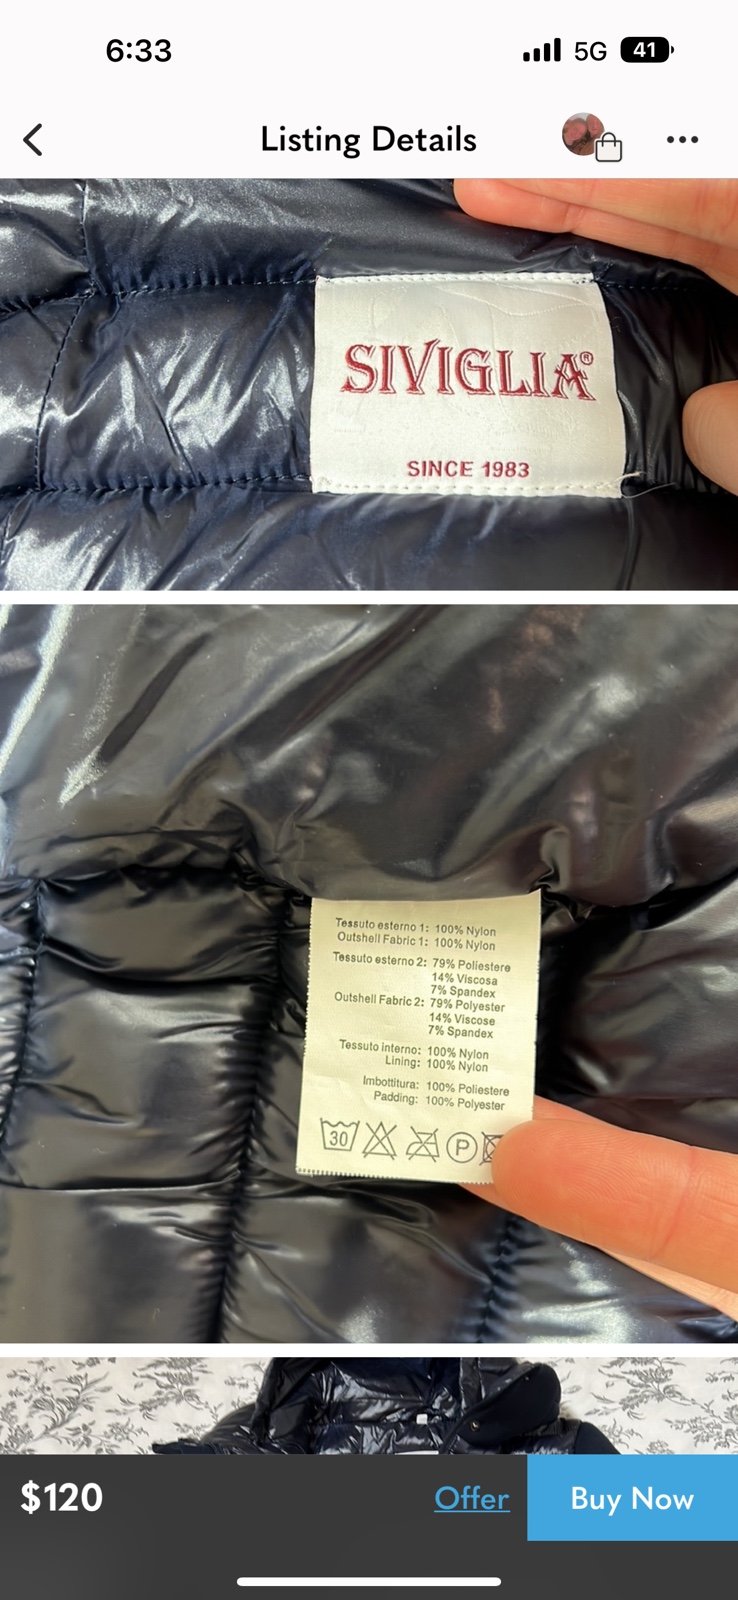 6:33
5G
41
Listing Details
SIVIGLIA®
SINCE 1983
Tessuto esterno 1: 100% Nylon
Outshell Fabric 1: 100% Nylon
Tessuto esterno 2: 79% Poliestere
14% Viscosa
7% Spandex
Outshell Fabric 2: 79% Polyester
14% Viscose
7% Spandex
Tessuto interno: 100% Nylon
Lining: 100% Nylon
Imbottitura: 100% Poliestere
Padding: 100% Polyester
30
P
$120
Offer
Buy Now